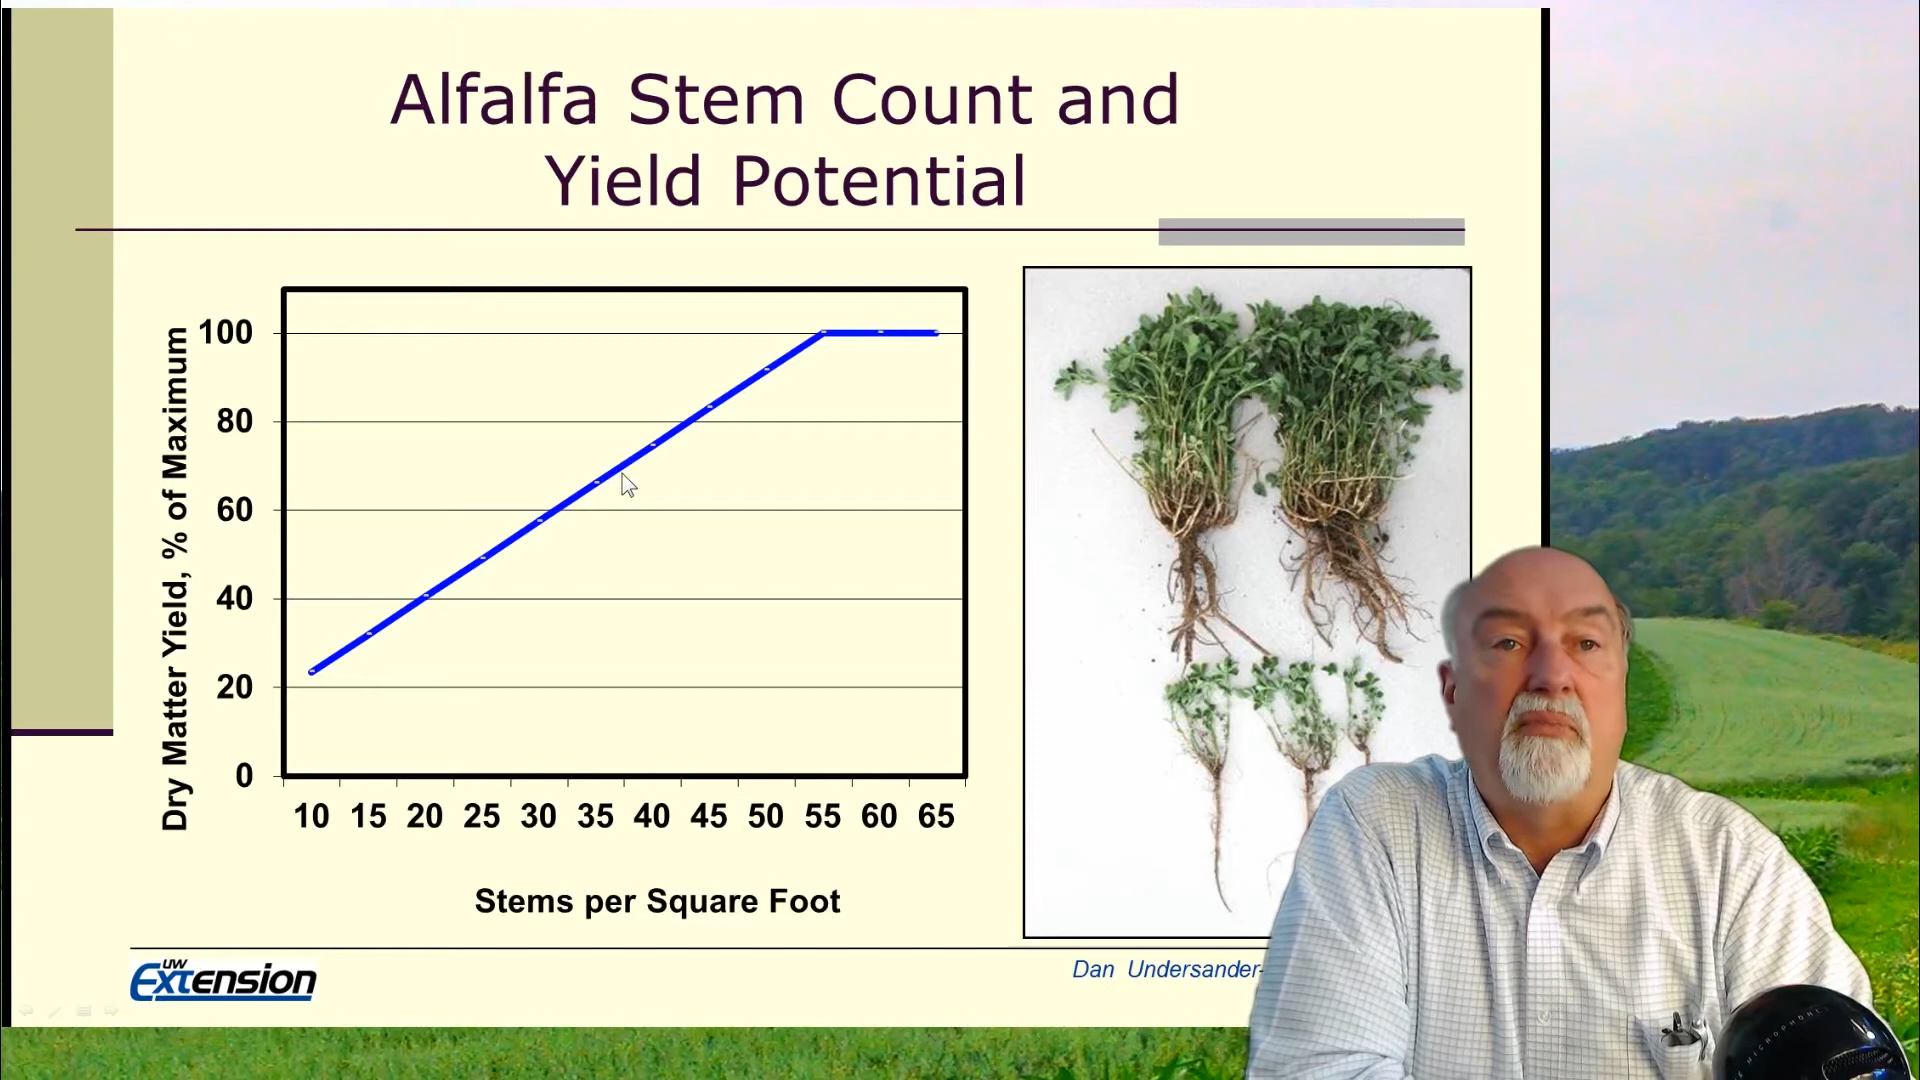 Alfalfa Stem Count and
Yield Potential
Dry Matter Yield, % of Maximum
100
80
60
40
20
0
10 15 20 25 30 35 40 45 50 55 60 65
Stems per Square Foot
UW
Extension
Dan Undersander-
MICROPHONES